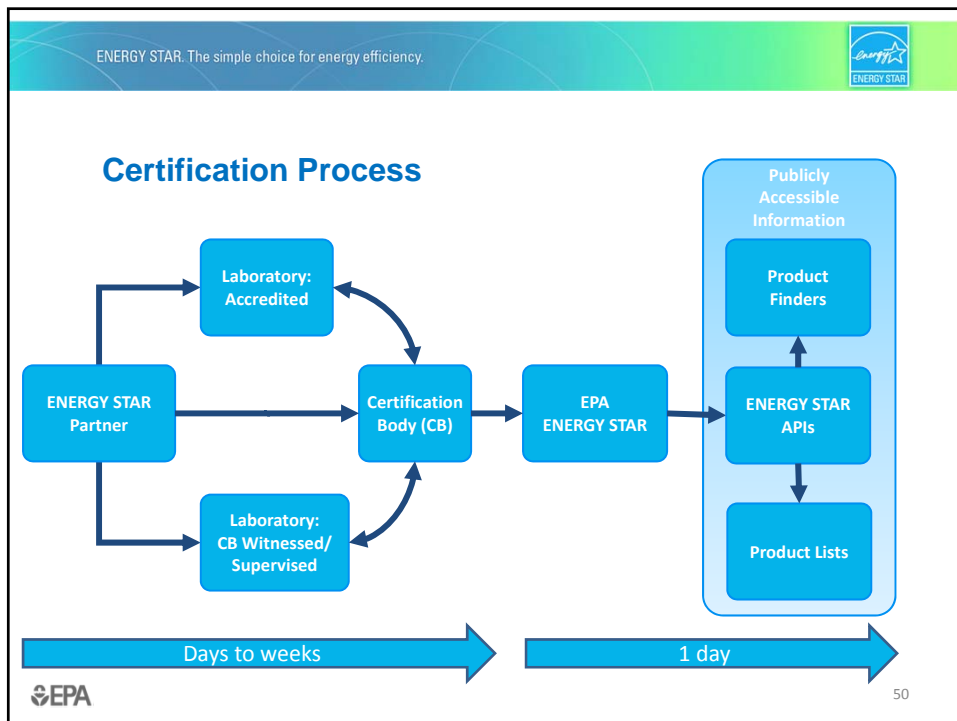 ENERGY STAR. The simple choice for energy efficiency.
energy
ENERGY STAR
Certification Process
Publicly
Accessible
Information
Laboratory:
Accredited
Product
Finders
ENERGY STAR
Partner
Certification
Body (CB)
EPA
ENERGY STAR
ENERGY STAR
APIs
Laboratory:
CB Witnessed/
Supervised
Product Lists
Days to weeks
1 day
EPA
50